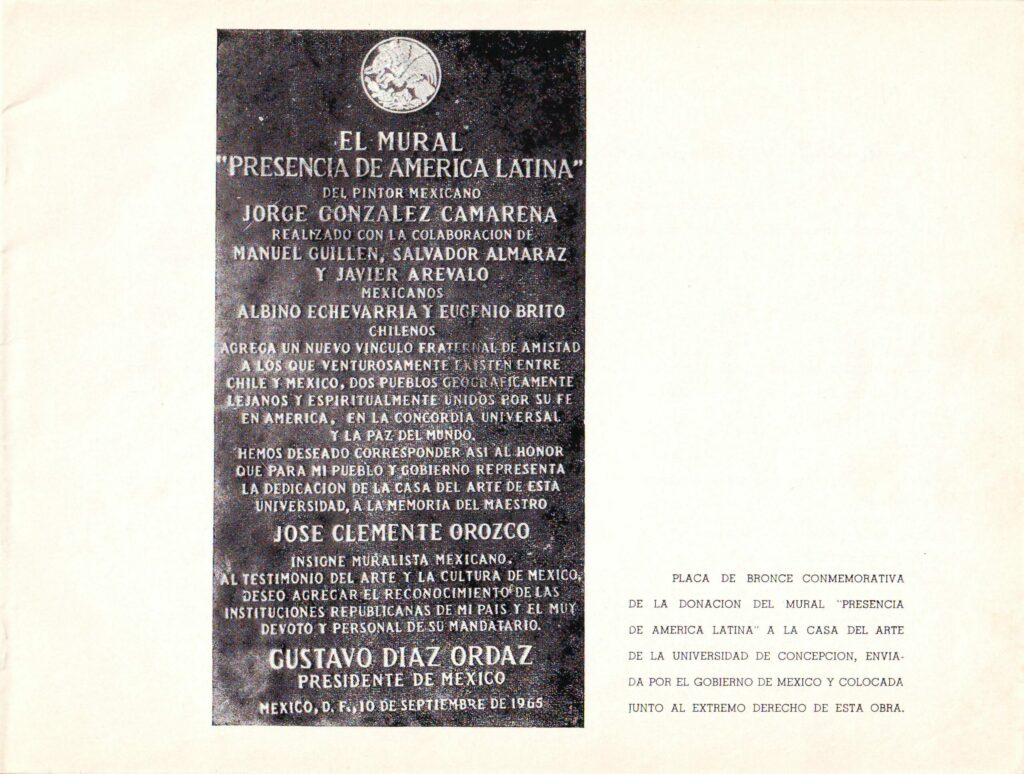 EL MURAL
"PRESENCIA DE AMERICA LATINA"
DEL PINTOR MEXICANO
JORGE GONZALEZ CAMARENA
REALIZADO CON LA COLABORACION DE
MANUEL GUILLEN, SALVADOR ALMARAZ
Y JAVIER AREVALO
MEXICANOS
ALBINO ECHEVARRIA Y EUGENIO BRITO
CHILENOS
AGREGA UN NUEVO VINCULO FRATERNAL DE AMISTAD
A LOS QUE VENTUROSAMENTE EXISTEN ENTRE
CHILE Y MEXICO, DOS PUEBLOS GEOGRAFICAMENTE
LEJANOS Y ESPIRITUALMENTE UNIDOS POR SU FE
EN AMERICA, EN LA CONCORDIA UNIVERSAL
Y LA PAZ DEL MUNDO.
HEMOS DESEADO CORRESPONDER ASI AL HONOR
QUE PARA MI PUEBLO Y GOBIERNO REPRESENTA
LA DEDICACION DE LA CASA DEL ARTE DE ESTA
UNIVERSIDAD, A LA MEMORIA DEL MAESTRO
JOSE CLEMENTE OROZCO
INSIGNE MURALISTA MEXICANO.
AL TESTIMONIO DEL ARTE Y LA CULTURA DE MEXICO,
DESEO AGREGAR EL RECONOCIMIENTO DE LAS
INSTITUCIONES REPUBLICANAS DE MI PAIS Y EL MUY
DEVOTO Y PERSONAL DE SU MANDATARIO.
GUSTAVO DIAZ ORDAZ
PRESIDENTE DE MEXICO
MEXICO, D. F., 10 DE SEPTIEMBRE DE 1965
PLACA DE BRONCE CONMEMORATIVA
DE LA DONACION DEL MURAL "PRESENCIA
DE AMERICA LATINA" A LA CASA DEL ARTE
DE LA UNIVERSIDAD DE CONCEPCION, ENVIA-
DA POR EL GOBIERNO DE MEXICO Y COLOCADA
JUNTO AL EXTREMO DERECHO DE ESTA OBRA.